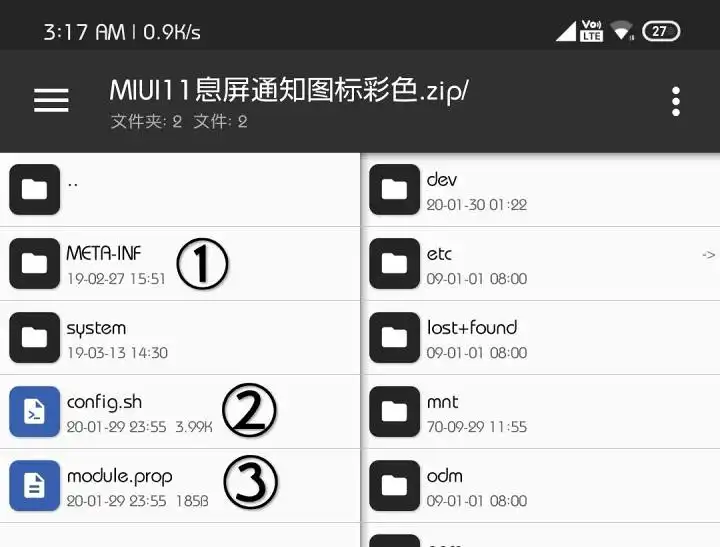 3:17 AM | 0.9K/s
Vo)) LTE
27
MIUI11息屏通知图标彩色.zip/
文件夹: 2 文件: 2
..
META-INF
19-02-27 15:51
①
system
19-03-13 14:30
config.sh
20-01-29 23:55 3.99K
②
module.prop
20-01-29 23:55 185B
③
dev
20-01-30 01:22
etc
09-01-01 08:00
->
lost+found
09-01-01 08:00
mnt
70-09-29 11:55
odm
09-01-01 08:00